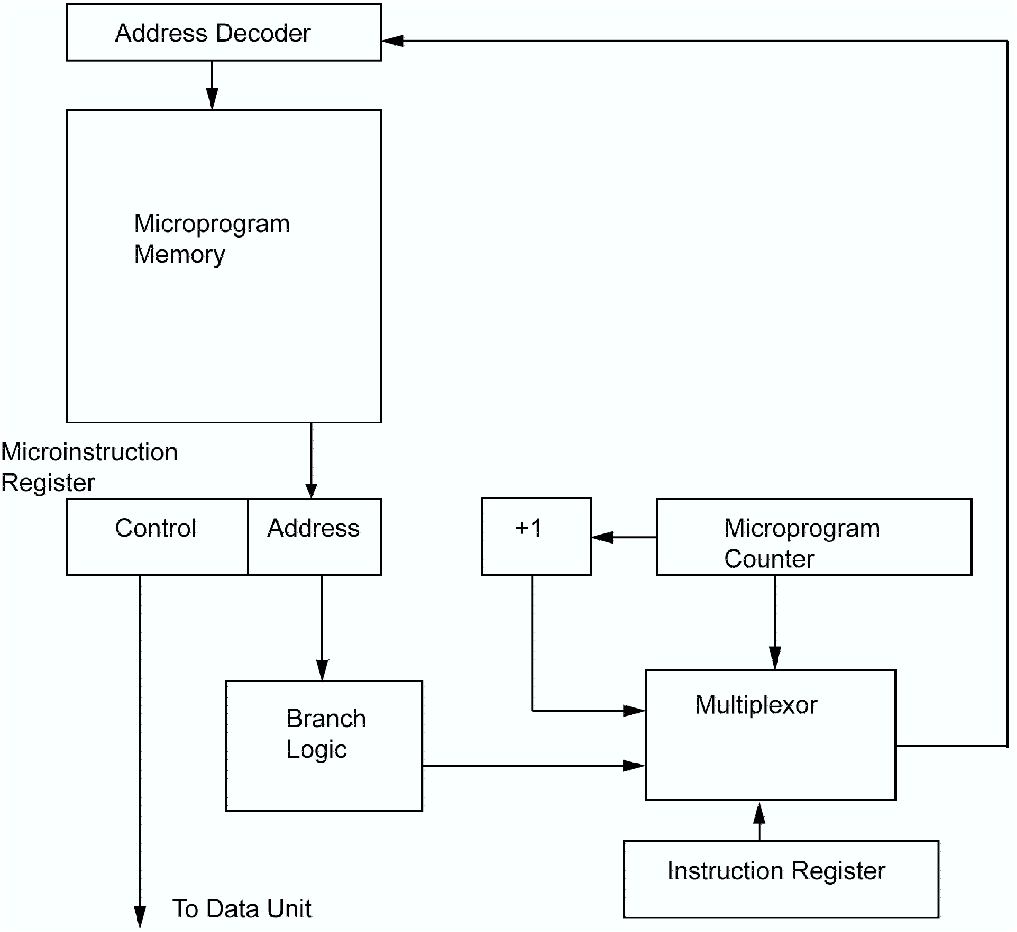 Address Decoder
Microprogram
Memory
Microinstruction
Register
Control
Address
+1
Microprogram
Counter
Branch
Logic
Multiplexor
Instruction Register
To Data Unit